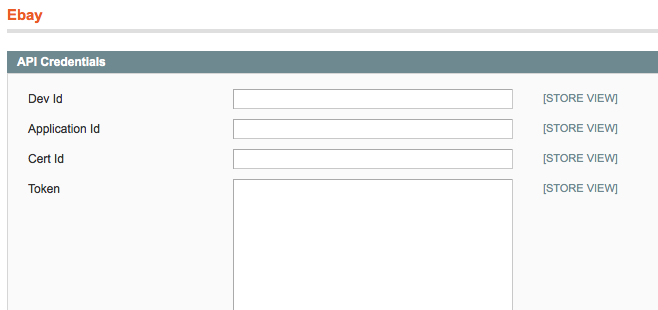 Ebay
API Credentials
Dev Id [STORE VIEW]
Application Id [STORE VIEW]
Cert Id [STORE VIEW]
Token [STORE VIEW]